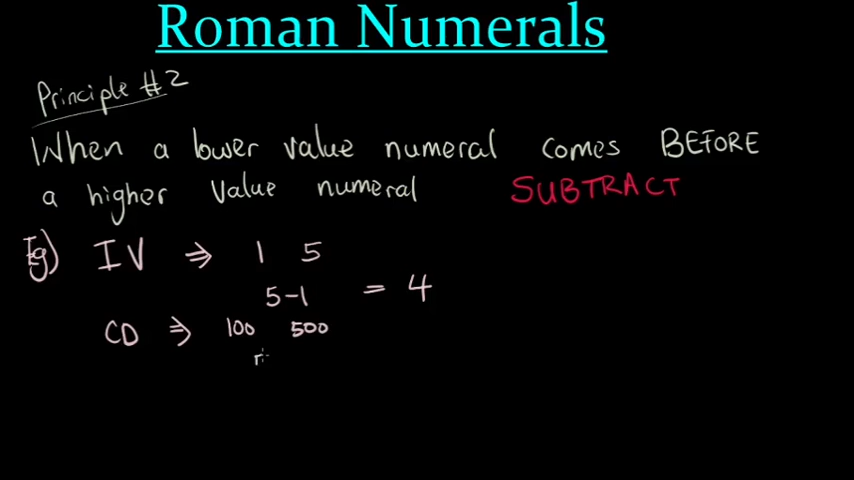 Roman Numerals
Principle #2
When a lower value numeral comes BEFORE
a higher value numeral SUBTRACT
Eg) IV ⇒ 1 5
5-1 = 4
CD ⇒ 100 500